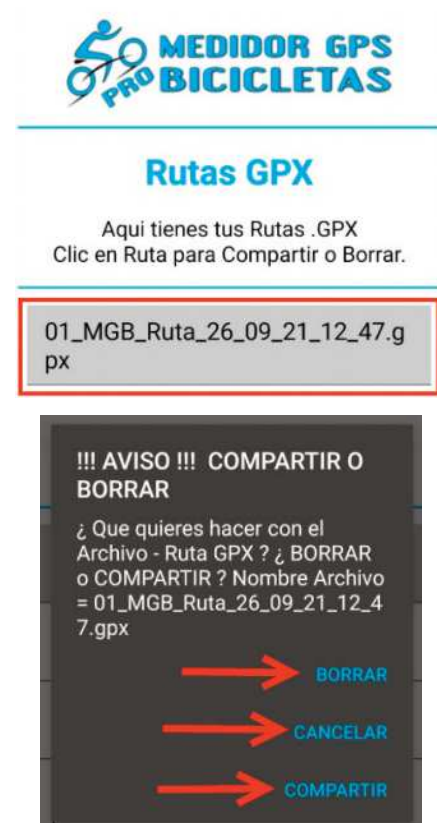 MEDIDOR GPS
PRO BICICLETAS
Rutas GPX
Aqui tienes tus Rutas .GPX
Clic en Ruta para Compartir o Borrar.
01_MGB_Ruta_26_09_21_12_47.g
px
!!! AVISO !!! COMPARTIR O
BORRAR
¿ Que quieres hacer con el
Archivo - Ruta GPX ? ¿ BORRAR
o COMPARTIR ? Nombre Archivo
= 01_MGB_Ruta_26_09_21_12_4
7.gpx
BORRAR
CANCELAR
COMPARTIR